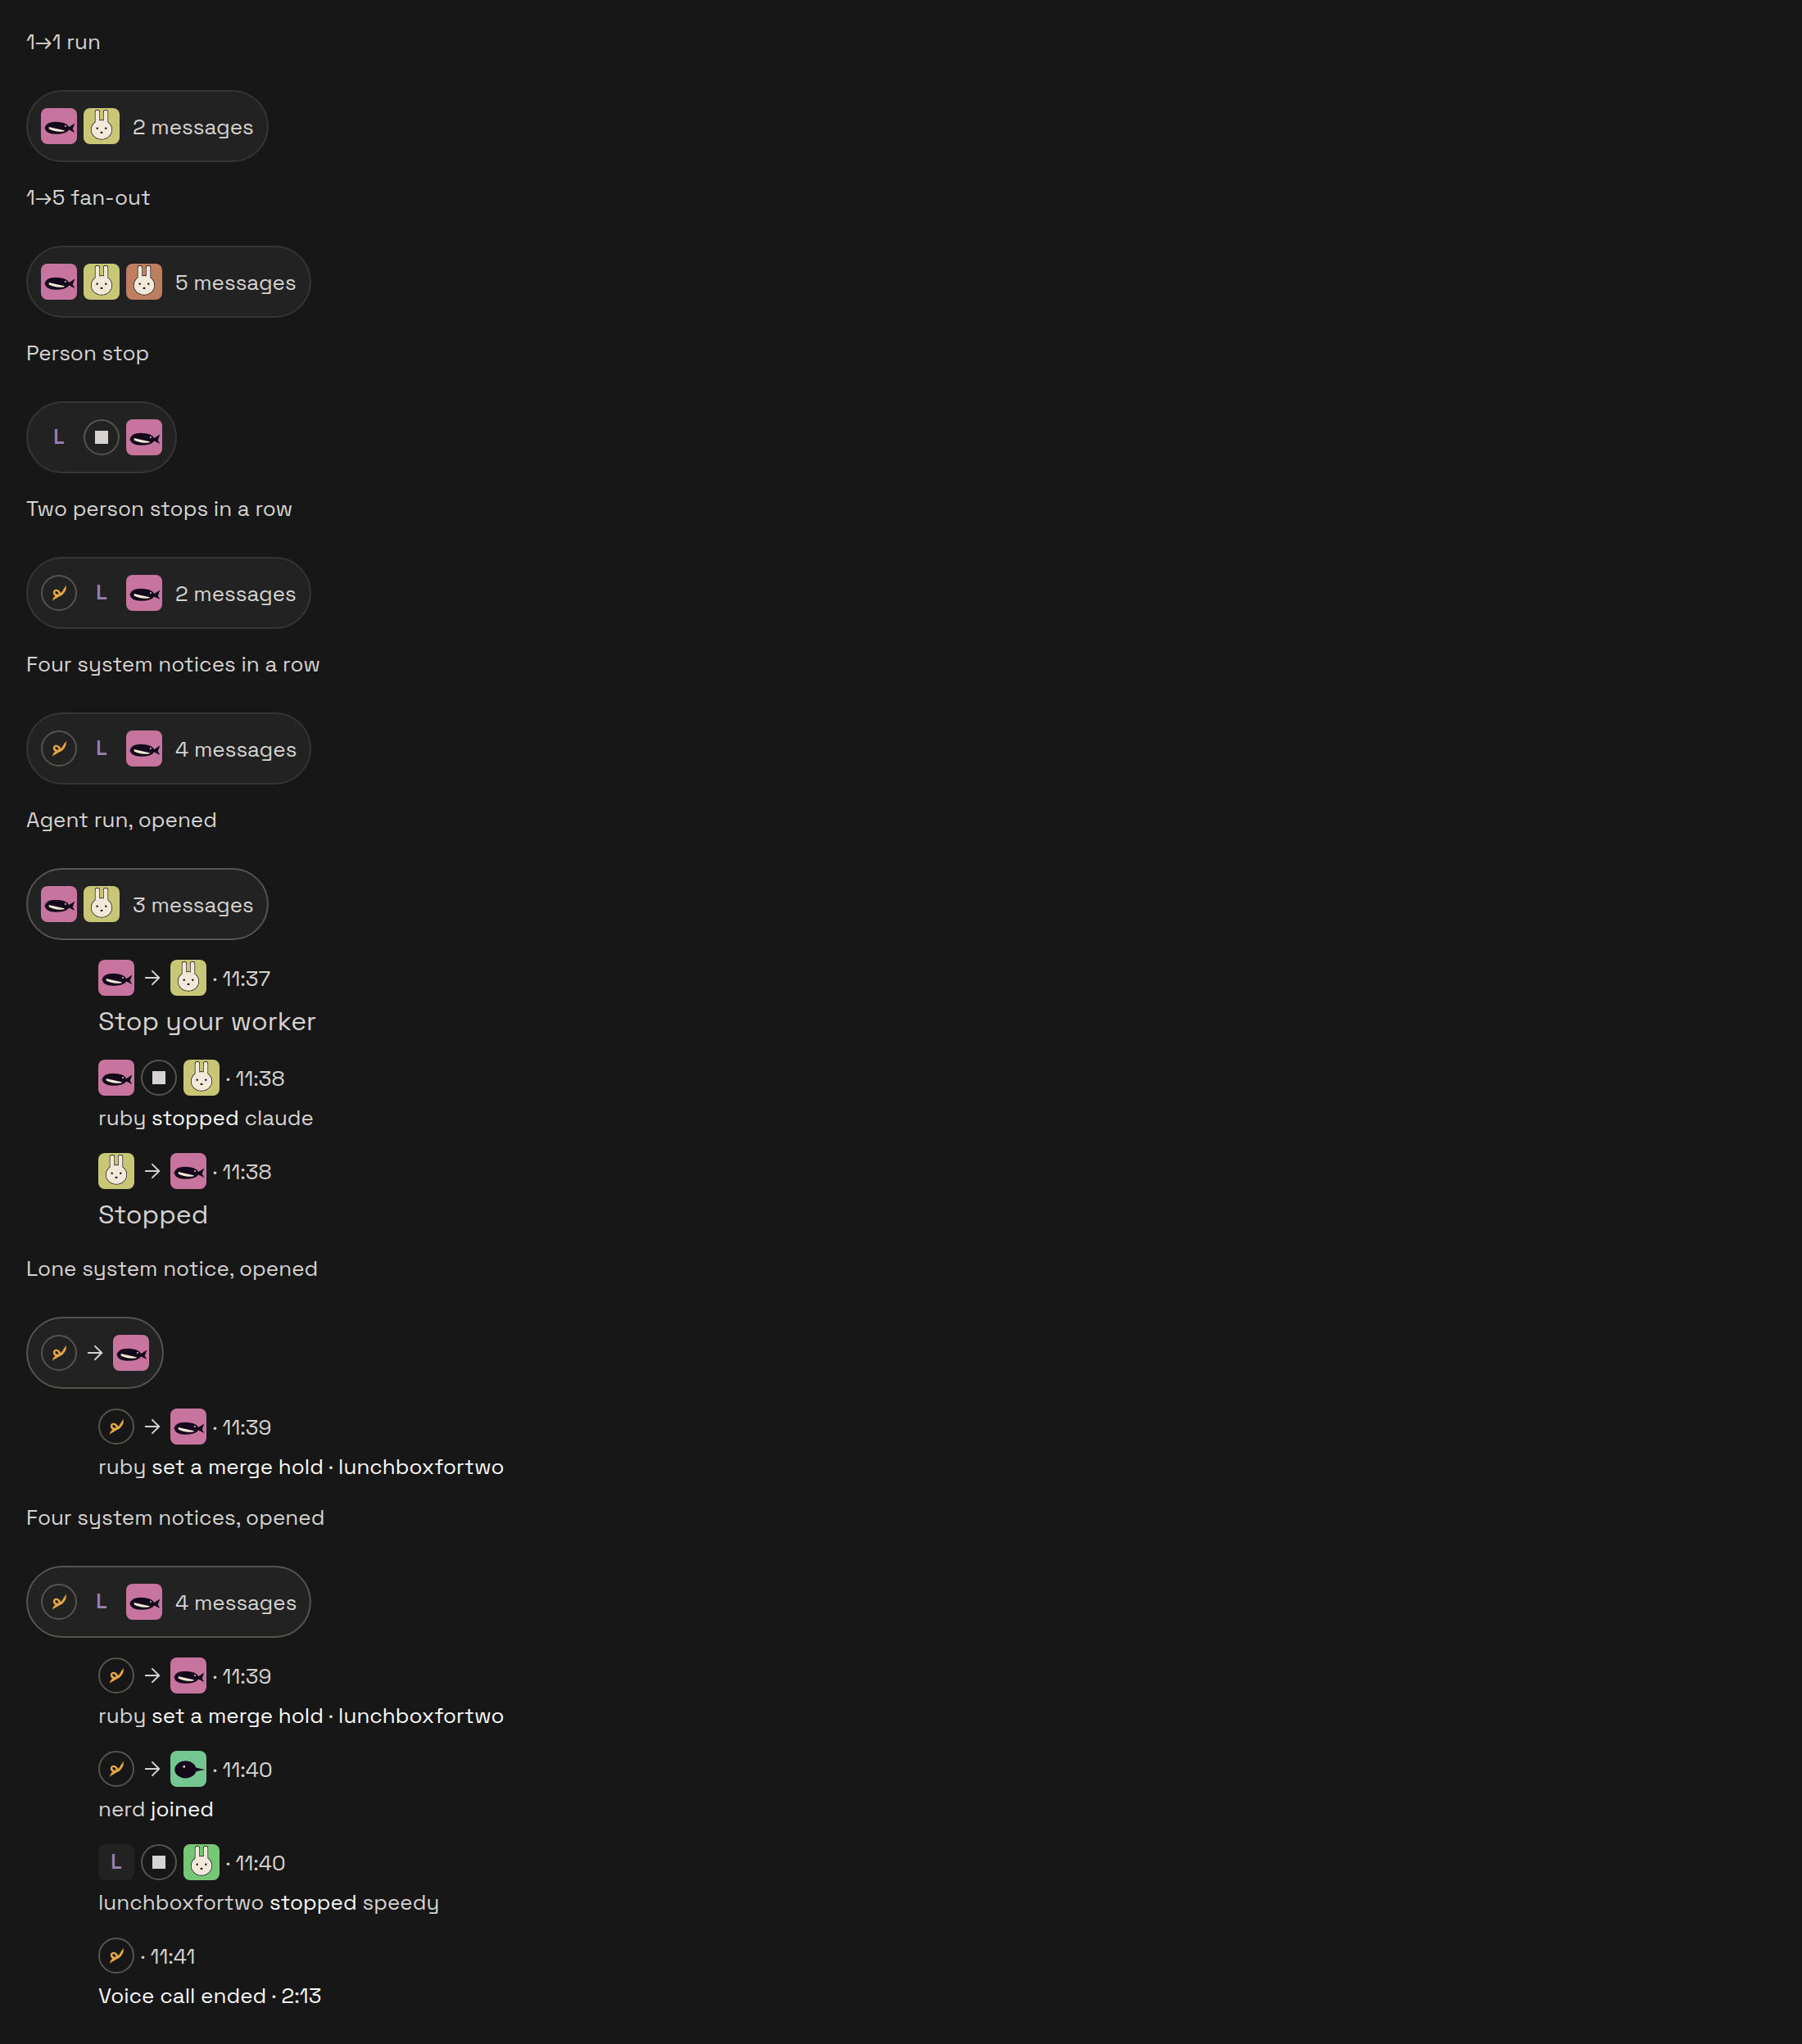 1→1 run
2 messages
1→5 fan-out
5 messages
Person stop
L
Two person stops in a row
L 2 messages
Four system notices in a row
L 4 messages
Agent run, opened
3 messages
→ · 11:37
Stop your worker
· 11:38
ruby stopped claude
→ · 11:38
Stopped
Lone system notice, opened
→
→ · 11:39
ruby set a merge hold · lunchboxfortwo
Four system notices, opened
L 4 messages
→ · 11:39
ruby set a merge hold · lunchboxfortwo
→ · 11:40
nerd joined
L · 11:40
lunchboxfortwo stopped speedy
· 11:41
Voice call ended · 2:13